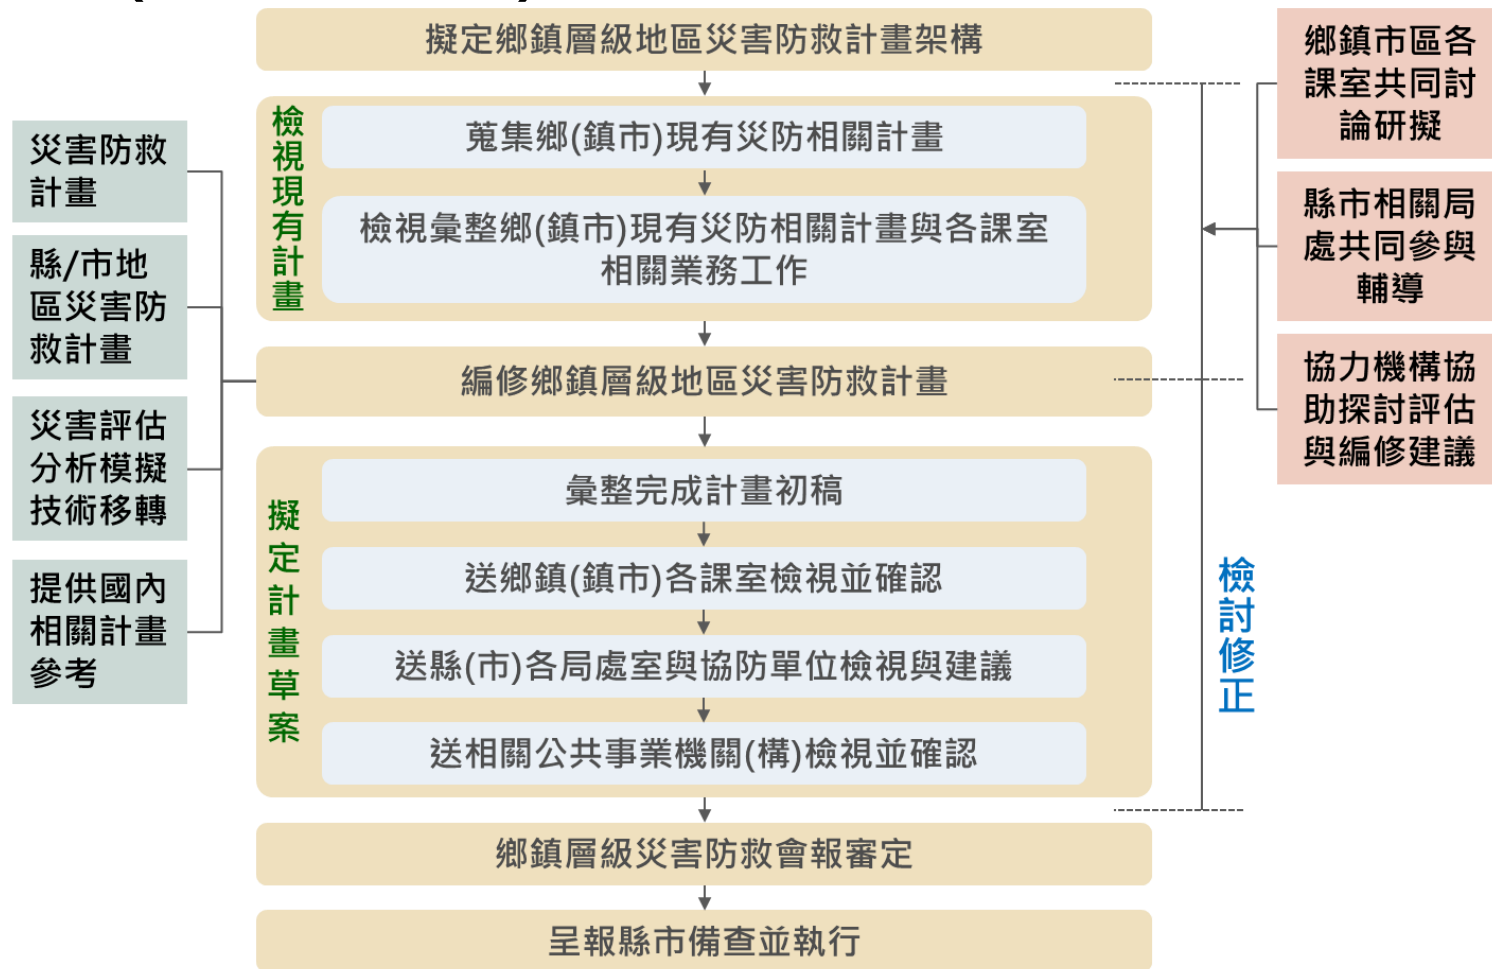 擬定鄉鎮層級地區災害防救計畫架構
檢視現有計畫
蒐集鄉(鎮市)現有災防相關計畫
檢視彙整鄉(鎮市)現有災防相關計畫與各課室
相關業務工作
編修鄉鎮層級地區災害防救計畫
擬定計畫草案
彙整完成計畫初稿
送鄉鎮(鎮市)各課室檢視並確認
送縣(市)各局處室與協防單位檢視與建議
送相關公共事業機關(構)檢視並確認
鄉鎮層級災害防救會報審定
呈報縣市備查並執行
災害防救
計畫
縣/市地
區災害防
救計畫
災害評估
分析模擬
技術移轉
提供國內
相關計畫
參考
鄉鎮市區各
課室共同討
論研擬
縣市相關局
處共同參與
輔導
協力機構協
助探討評估
與編修建議
檢討修正